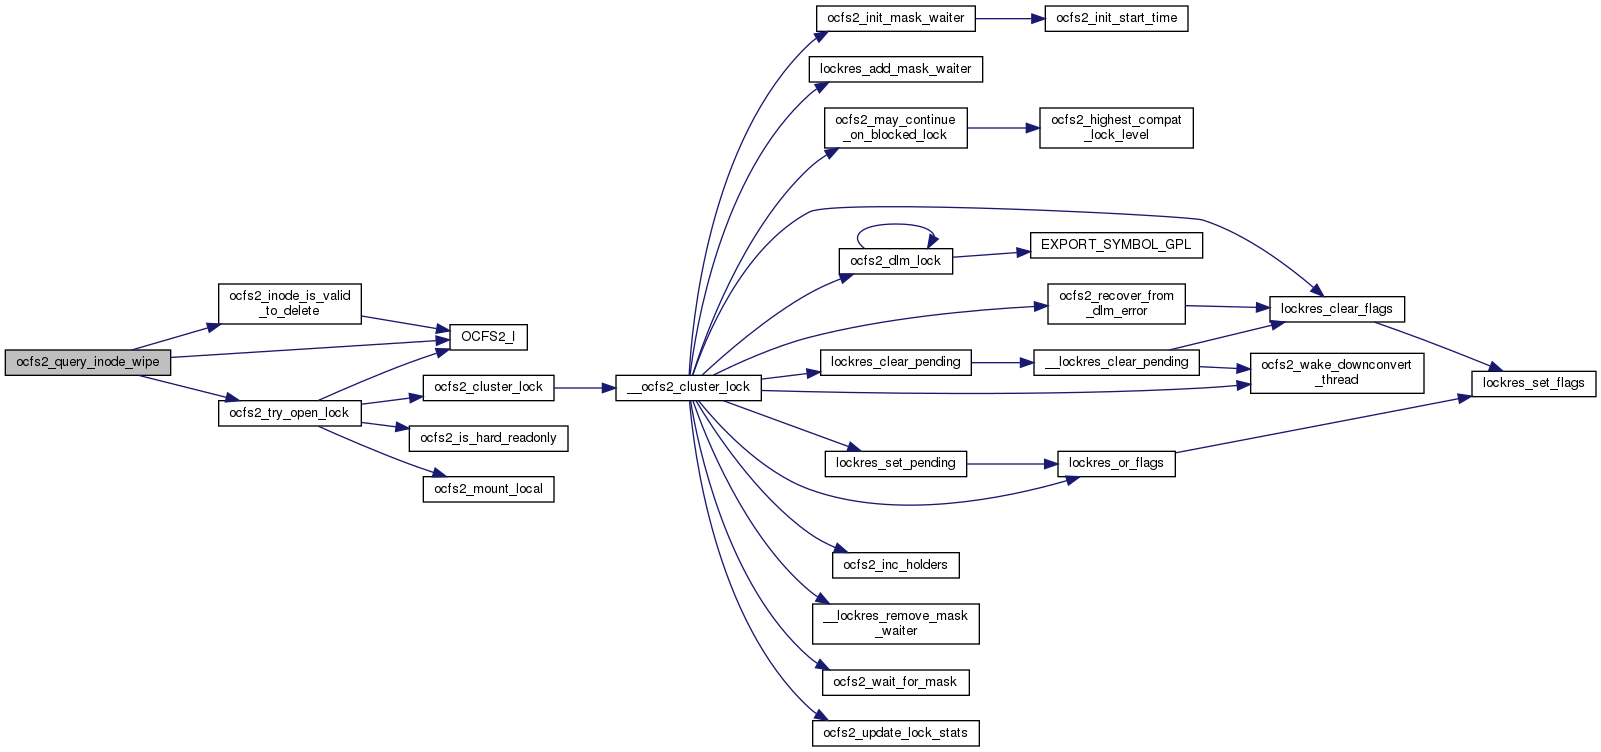 ocfs2_query_inode_wipe
ocfs2_inode_is_valid
_to_delete
OCFS2_I
ocfs2_try_open_lock
ocfs2_cluster_lock
ocfs2_is_hard_readonly
ocfs2_mount_local
__ocfs2_cluster_lock
ocfs2_init_mask_waiter
ocfs2_init_start_time
lockres_add_mask_waiter
ocfs2_may_continue
_on_blocked_lock
ocfs2_highest_compat
_lock_level
ocfs2_dlm_lock
EXPORT_SYMBOL_GPL
ocfs2_recover_from
_dlm_error
lockres_clear_flags
lockres_clear_pending
__lockres_clear_pending
ocfs2_wake_downconvert
_thread
lockres_set_flags
lockres_set_pending
lockres_or_flags
ocfs2_inc_holders
__lockres_remove_mask
_waiter
ocfs2_wait_for_mask
ocfs2_update_lock_stats